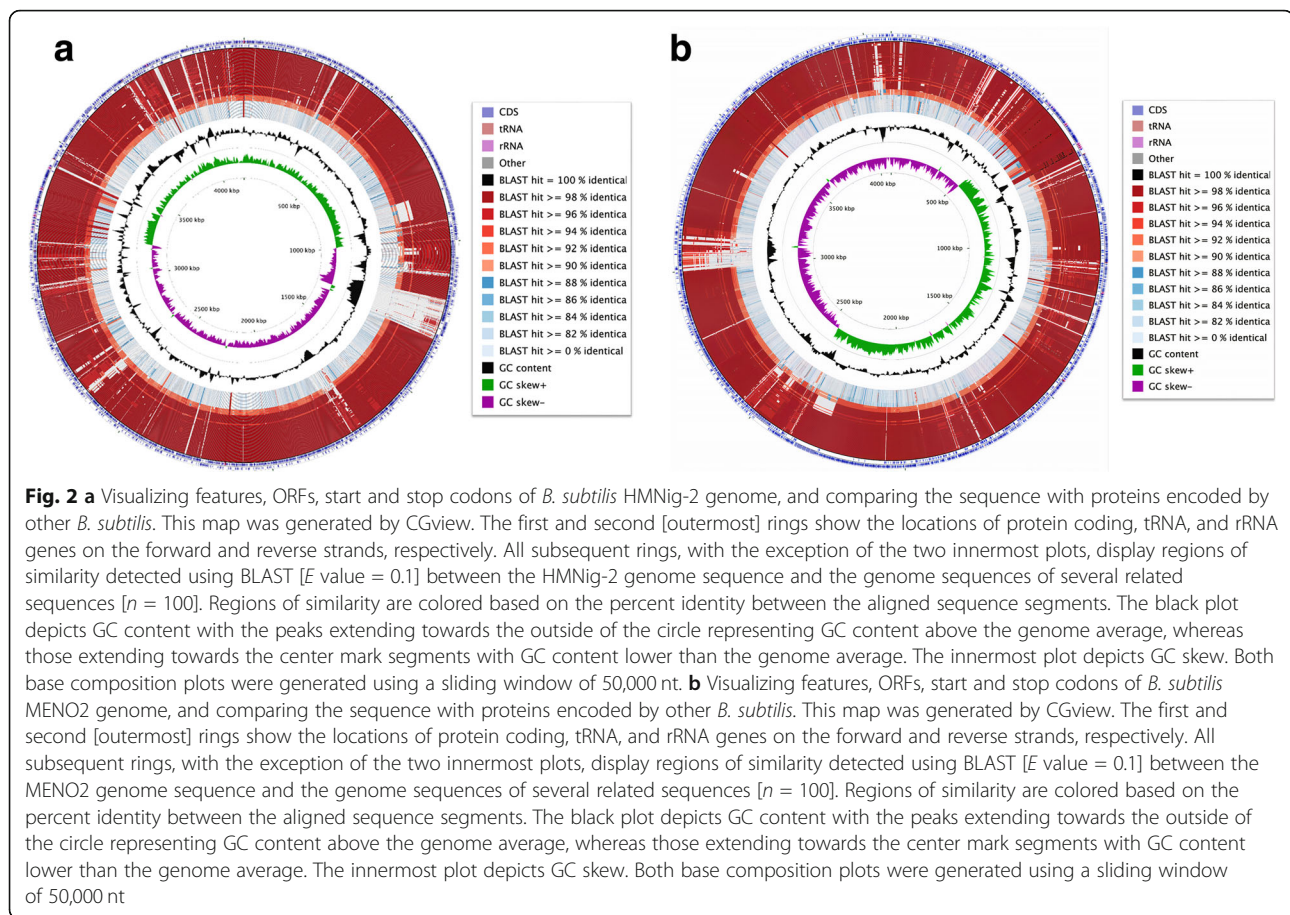 a
b
4000 kbp
500 kbp
1000 kbp
1500 kbp
2000 kbp
2500 kbp
3000 kbp
3500 kbp
CDS
tRNA
rRNA
Other
BLAST hit = 100 % identical
BLAST hit >= 98 % identica
BLAST hit >= 96 % identica
BLAST hit >= 94 % identica
BLAST hit >= 92 % identica
BLAST hit >= 90 % identica
BLAST hit >= 88 % identica
BLAST hit >= 86 % identica
BLAST hit >= 84 % identica
BLAST hit >= 82 % identica
BLAST hit >= 0 % identical
GC content
GC skew+
GC skew-
4000 kbp
500 kbp
1000 kbp
1500 kbp
2000 kbp
2500 kbp
3000 kbp
3500 kbp
CDS
tRNA
rRNA
Other
BLAST hit = 100 % identical
BLAST hit >= 98 % identica
BLAST hit >= 96 % identica
BLAST hit >= 94 % identica
BLAST hit >= 92 % identica
BLAST hit >= 90 % identica
BLAST hit >= 88 % identica
BLAST hit >= 86 % identica
BLAST hit >= 84 % identica
BLAST hit >= 82 % identica
BLAST hit >= 0 % identical
GC content
GC skew+
GC skew-
Fig. 2 a Visualizing features, ORFs, start and stop codons of B. subtilis HMNig-2 genome, and comparing the sequence with proteins encoded by
other B. subtilis. This map was generated by CGview. The first and second [outermost] rings show the locations of protein coding, tRNA, and rRNA
genes on the forward and reverse strands, respectively. All subsequent rings, with the exception of the two innermost plots, display regions of
similarity detected using BLAST [E value = 0.1] between the HMNig-2 genome sequence and the genome sequences of several related
sequences [n = 100]. Regions of similarity are colored based on the percent identity between the aligned sequence segments. The black plot
depicts GC content with the peaks extending towards the outside of the circle representing GC content above the genome average, whereas
those extending towards the center mark segments with GC content lower than the genome average. The innermost plot depicts GC skew. Both
base composition plots were generated using a sliding window of 50,000 nt. b Visualizing features, ORFs, start and stop codons of B. subtilis
MENO2 genome, and comparing the sequence with proteins encoded by other B. subtilis. This map was generated by CGview. The first and
second [outermost] rings show the locations of protein coding, tRNA, and rRNA genes on the forward and reverse strands, respectively. All
subsequent rings, with the exception of the two innermost plots, display regions of similarity detected using BLAST [E value = 0.1] between the
MENO2 genome sequence and the genome sequences of several related sequences [n = 100]. Regions of similarity are colored based on the
percent identity between the aligned sequence segments. The black plot depicts GC content with the peaks extending towards the outside of
the circle representing GC content above the genome average, whereas those extending towards the center mark segments with GC content
lower than the genome average. The innermost plot depicts GC skew. Both base composition plots were generated using a sliding window
of 50,000 nt